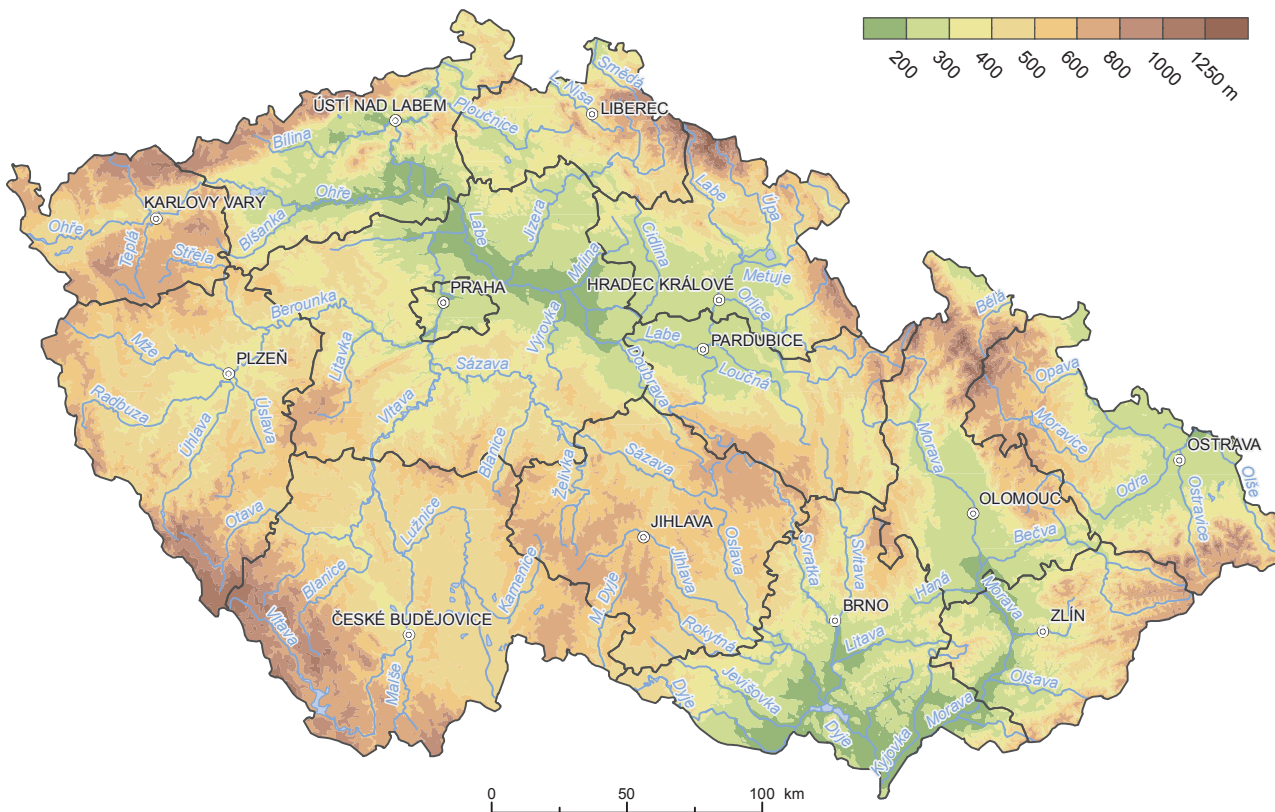 200 300 400 500 600 800 1000 1250 m
Smědá
L. Nisa
ÚSTÍ NAD LABEM
Ploučnice
LIBEREC
Bílina
Ohře
KARLOVY VARY
Ohře
Teplá
Střela
Blšanka
Labe
Jizera
Mrlina
Cidlina
Labe
Úpa
Metuje
HRADEC KRÁLOVÉ
Orlice
PRAHA
Berounka
Výrovka
Labe
PARDUBICE
Loučná
Doubrava
Bělá
Mže
PLZEŇ
Litavka
Sázava
Opava
Radbuza
Úhlava
Úslava
Vltava
Moravice
Morava
OSTRAVA
Blanice
Želivka
Sázava
Odra
Ostravice
Olše
OLOMOUC
Otava
Lužnice
JIHLAVA
Bečva
Blanice
Kamenice
M. Dyje
Jihlava
Oslava
Svratka
Svitava
Haná
Morava
BRNO
ZLÍN
Vltava
ČESKÉ BUDĚJOVICE
Rokytná
Litava
Malše
Dyje
Jevišovka
Olšava
Dyje
Kyjovka
Morava
0 50 100 km